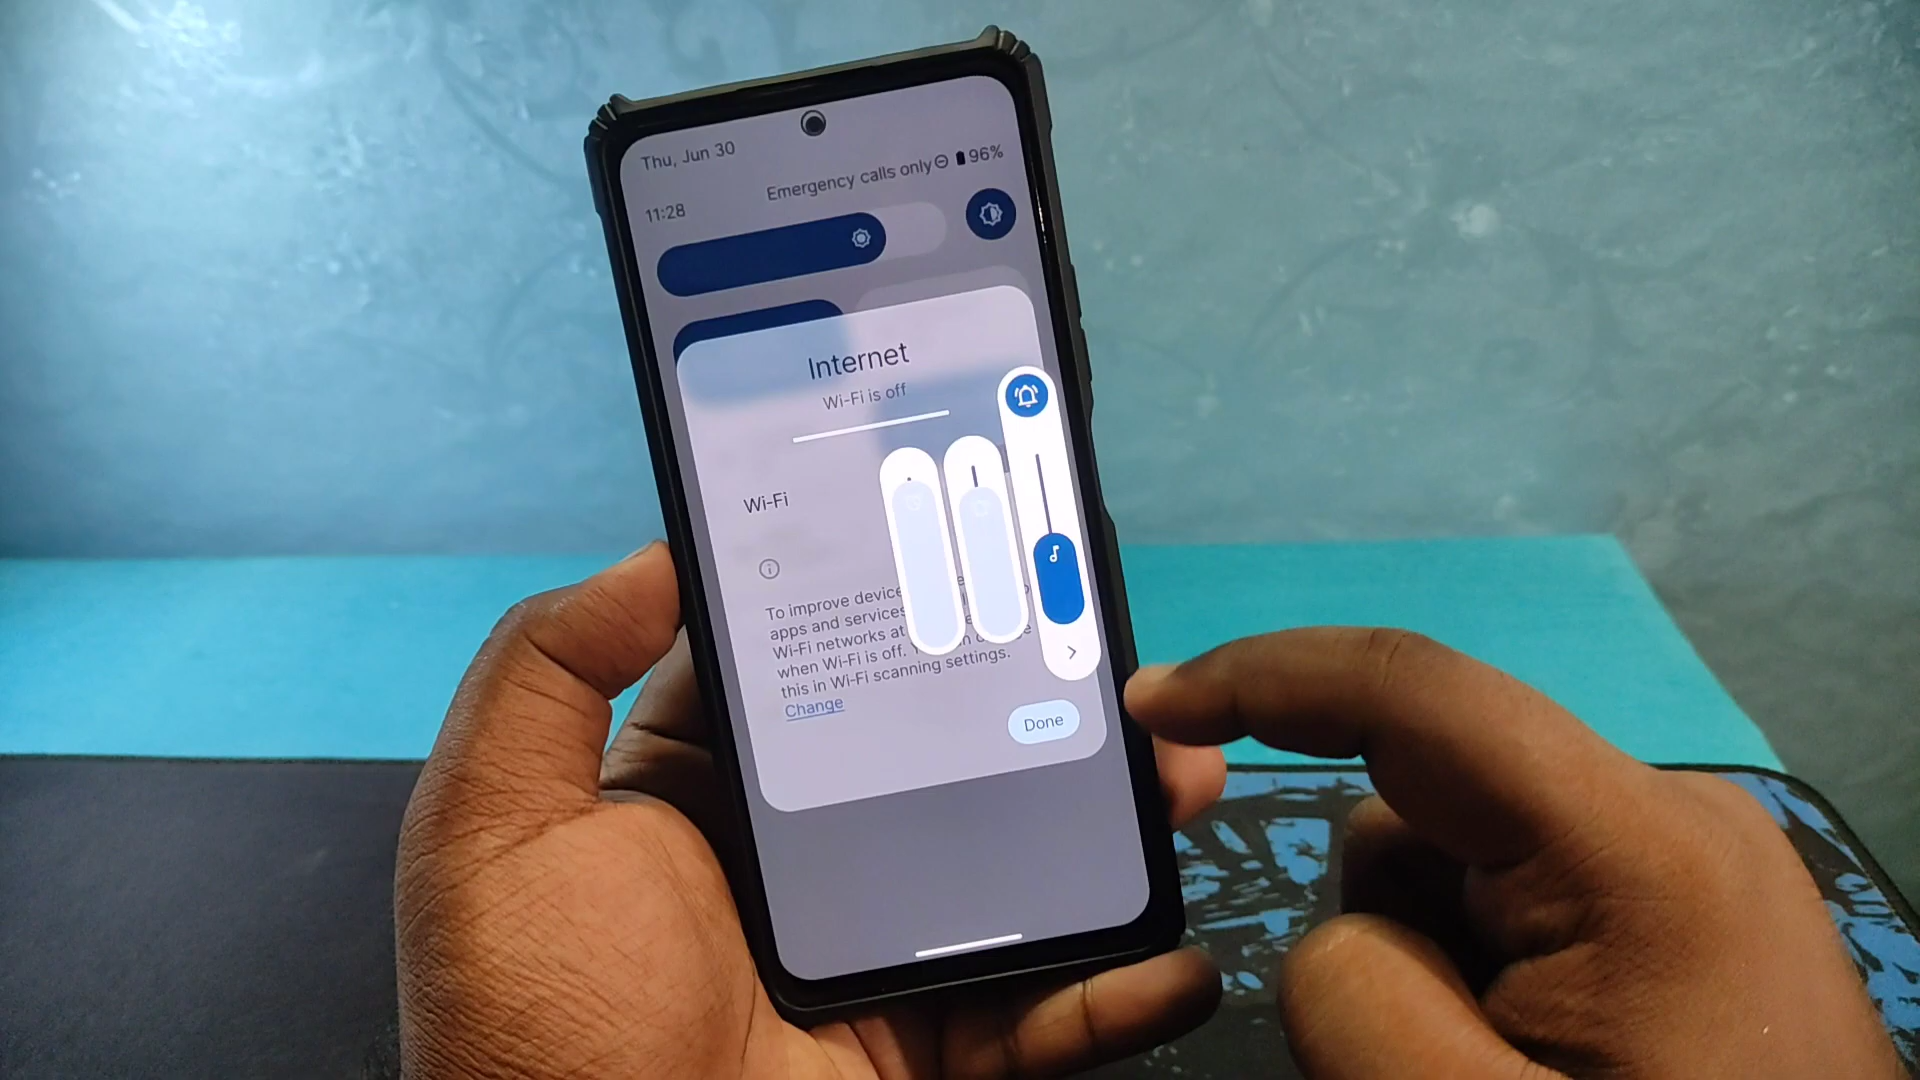 Thu, Jun 30
Emergency calls only 96%
11:28
Internet
Wi-Fi is off
Wi-Fi
To improve device
apps and services
Wi-Fi networks at
when Wi-Fi is off.
this in Wi-Fi scanning settings.
Change
Done